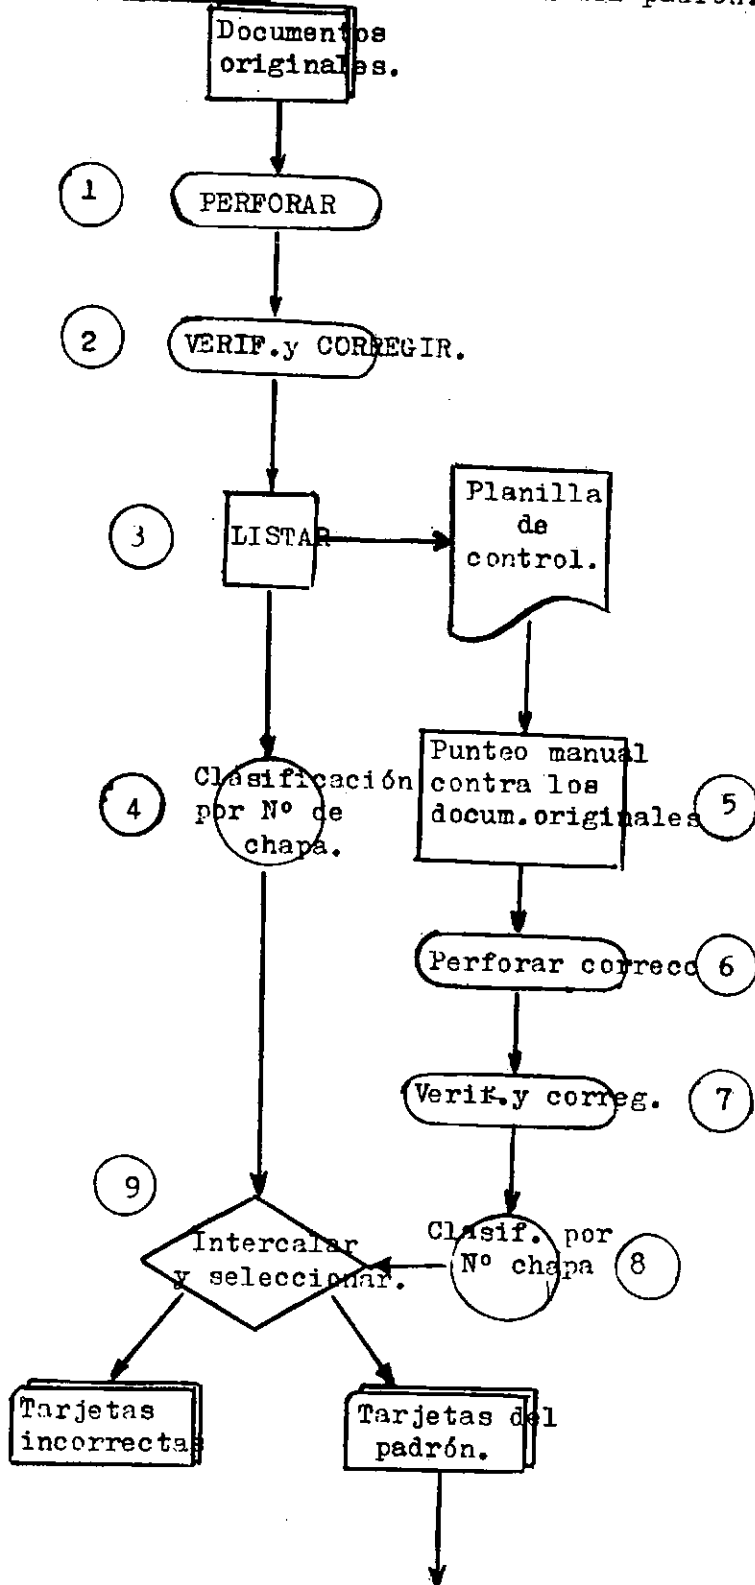 padrón.
Documentos
originales.
1
PERFORAR
2
VERIF.y CORREGIR.
3
LISTAR
Planilla
de
control.
4
Clasificación
por Nº de
chapa.
Punteo manual
contra los
docum.originales
5
Perforar correcc
6
Verif.y correg.
7
9
Intercalar
y seleccionar.
Clasif. por
Nº chapa
8
Tarjetas
incorrectas
Tarjetas del
padrón.